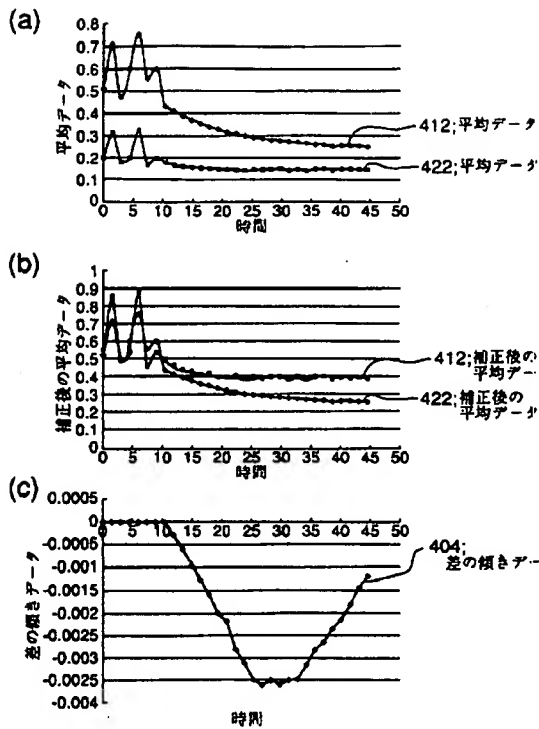 (a)
0.8
0.7
0.6
0.5
0.4
0.3
0.2
0.1
0
平均データ
0 5 10 15 20 25 30 35 40 45 50
時間
412;平均データ
422;平均データ
(b)
1
0.9
0.8
0.7
0.6
0.5
0.4
0.3
0.2
0.1
0
補正後の平均データ
0 5 10 15 20 25 30 35 40 45 50
時間
412;補正後の
平均デー
422;補正後の
平均データ
(c)
0.0005
0
-0.0005
-0.001
-0.0015
-0.002
-0.0025
-0.003
-0.0035
-0.004
差の傾きデータ
0 5 10 15 20 25 30 35 40 45 50
時間
404;
差の傾きデー